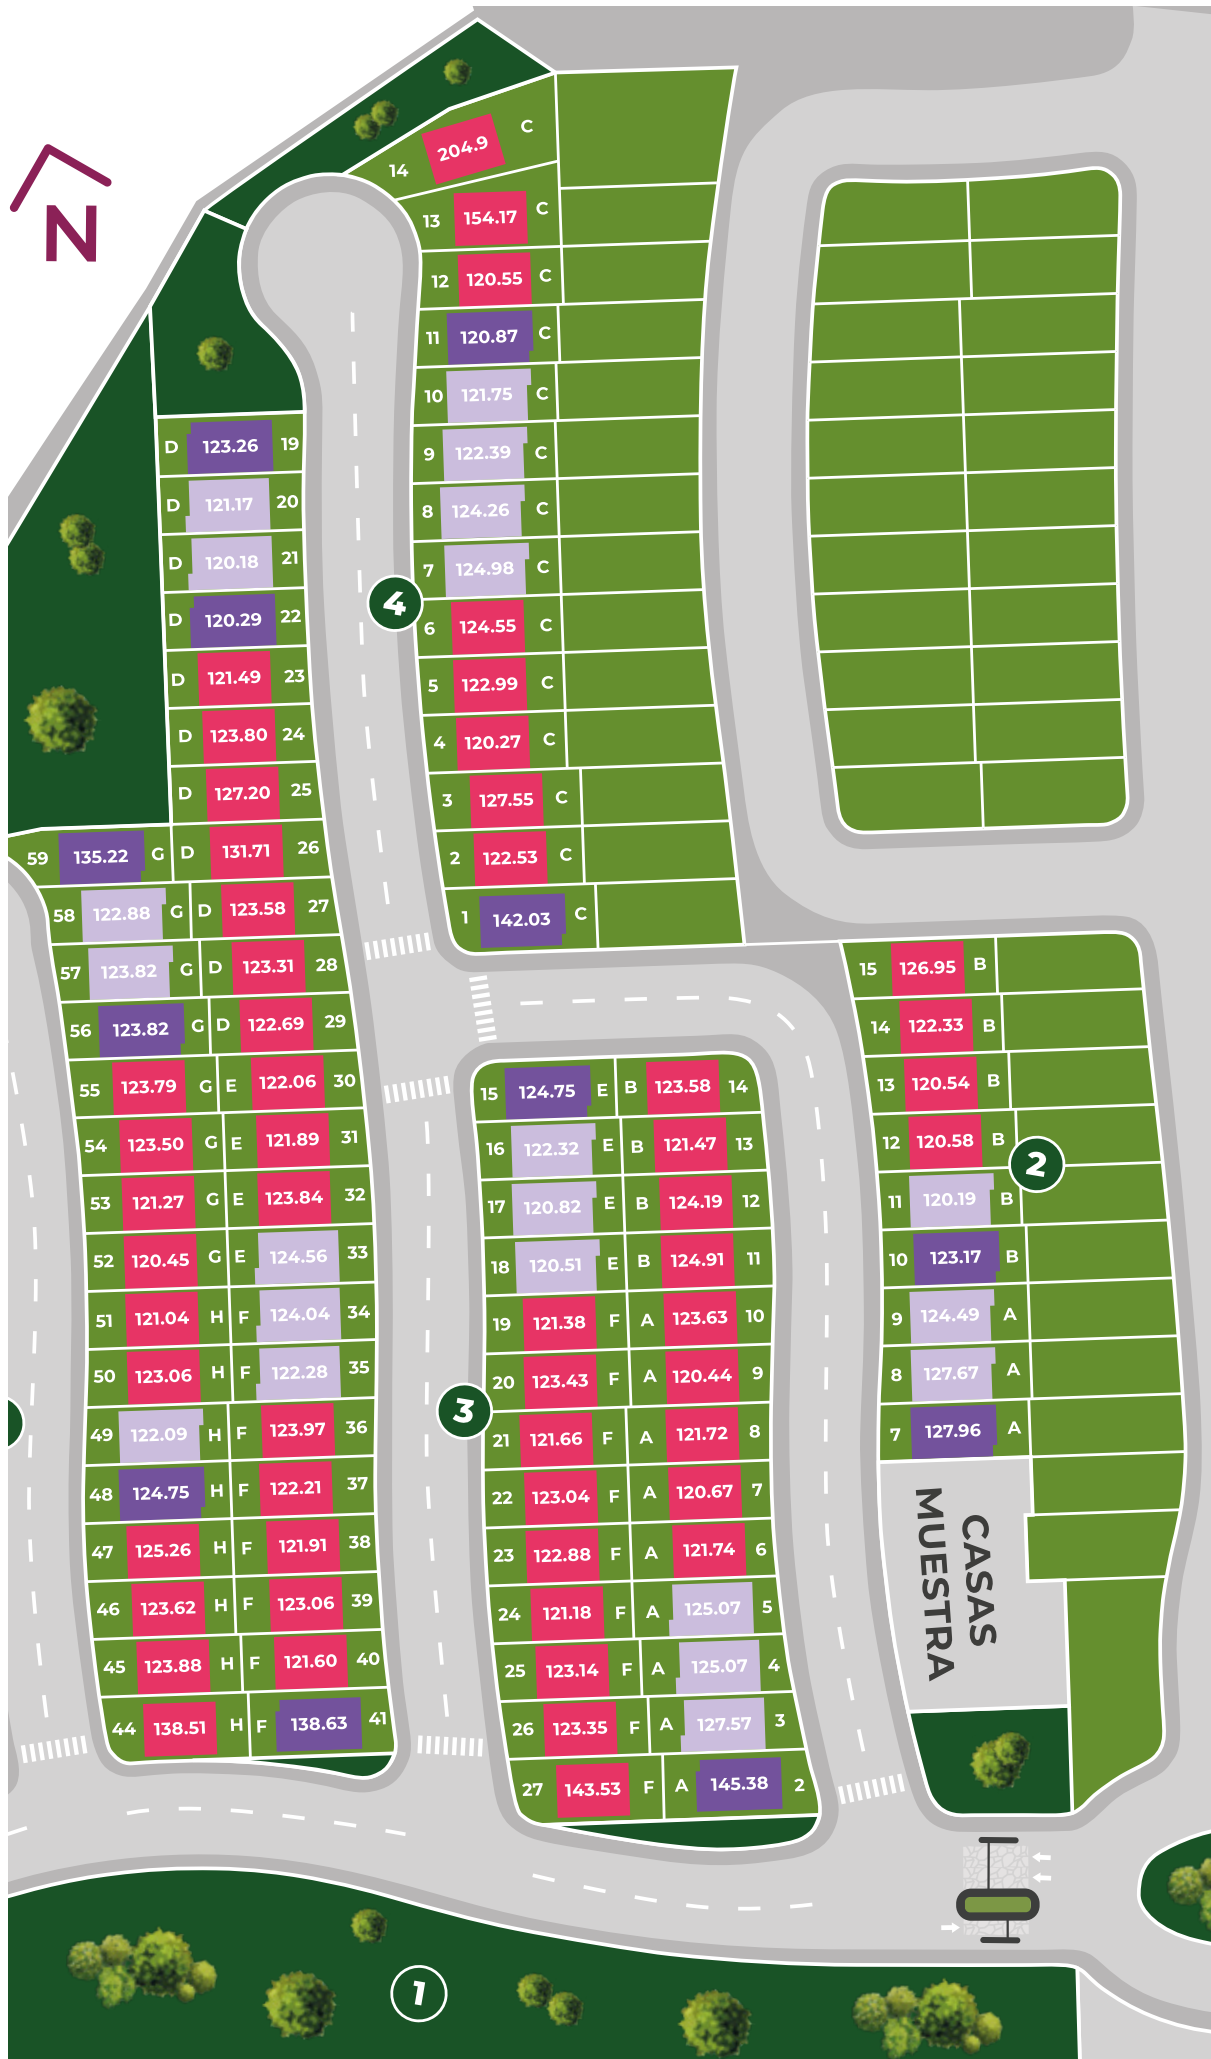 N
14 204.9 C
13 154.17 C
12 120.55 C
11 120.87 C
10 121.75 C
9 122.39 C
8 124.26 C
7 124.98 C
4
6 124.55 C
5 122.99 C
4 120.27 C
3 127.55 C
2 122.53 C
1 142.03 C
D 123.26 19
D 121.17 20
D 120.18 21
D 120.29 22
D 121.49 23
D 123.80 24
D 127.20 25
59 135.22 G D 131.71 26
58 122.88 G D 123.58 27
57 123.82 G D 123.31 28
56 123.82 G D 122.69 29
55 123.79 G E 122.06 30
54 123.50 G E 121.89 31
53 121.27 G E 123.84 32
52 120.45 G E 124.56 33
51 121.04 H F 124.04 34
50 123.06 H F 122.28 35
49 122.09 H F 123.97 36
48 124.75 H F 122.21 37
47 125.26 H F 121.91 38
46 123.62 H F 123.06 39
45 123.88 H F 121.60 40
44 138.51 H F 138.63 41
15 124.75 E B 123.58 14
16 122.32 E B 121.47 13
17 120.82 E B 124.19 12
18 120.51 E B 124.91 11
19 121.38 F A 123.63 10
20 123.43 F A 120.44 9
3
21 121.66 F A 121.72 8
22 123.04 F A 120.67 7
23 122.88 F A 121.74 6
24 121.18 F A 125.07 5
25 123.14 F A 125.07 4
26 123.35 F A 127.57 3
27 143.53 F A 145.38 2
15 126.95 B
14 122.33 B
13 120.54 B
12 120.58 B
2
11 120.19 B
10 123.17 B
9 124.49 A
8 127.67 A
7 127.96 A
CASAS
MUESTRA
1